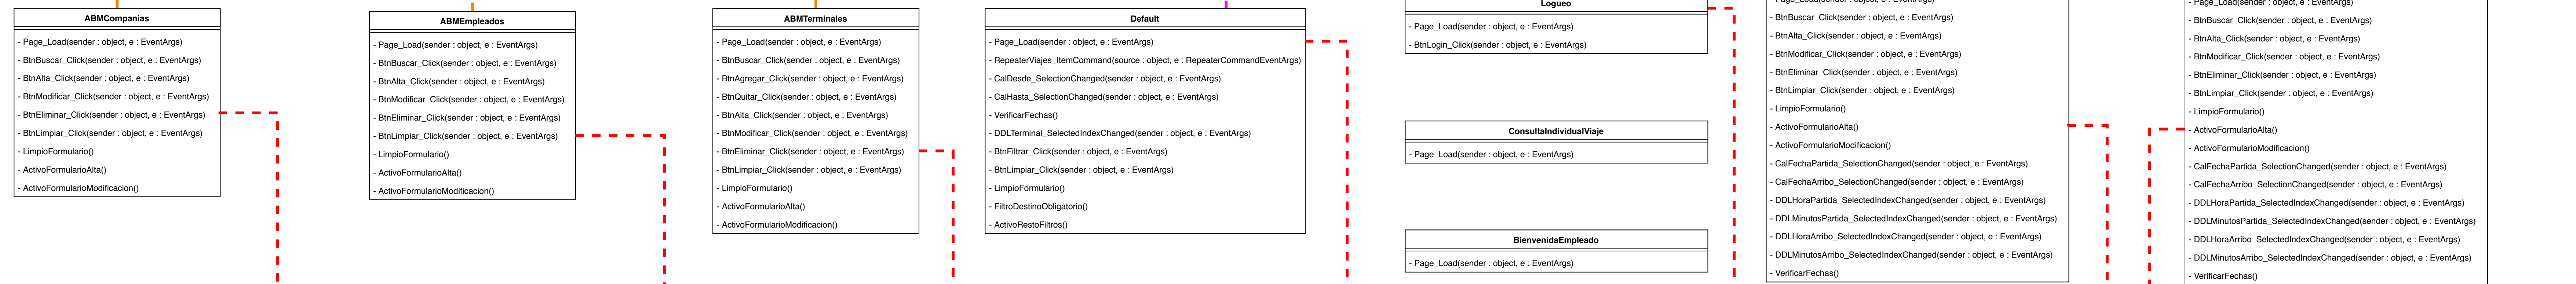 ABMCompanias
- Page_Load(sender : object, e : EventArgs)
- BtnBuscar_Click(sender : object, e : EventArgs)
- BtnAlta_Click(sender : object, e : EventArgs)
- BtnModificar_Click(sender : object, e : EventArgs)
- BtnEliminar_Click(sender : object, e : EventArgs)
- BtnLimpiar_Click(sender : object, e : EventArgs)
- LimpioFormulario()
- ActivoFormularioAlta()
- ActivoFormularioModificacion()
ABMEmpleados
- Page_Load(sender : object, e : EventArgs)
- BtnBuscar_Click(sender : object, e : EventArgs)
- BtnAlta_Click(sender : object, e : EventArgs)
- BtnModificar_Click(sender : object, e : EventArgs)
- BtnEliminar_Click(sender : object, e : EventArgs)
- BtnLimpiar_Click(sender : object, e : EventArgs)
- LimpioFormulario()
- ActivoFormularioAlta()
- ActivoFormularioModificacion()
ABMTerminales
- Page_Load(sender : object, e : EventArgs)
- BtnBuscar_Click(sender : object, e : EventArgs)
- BtnAgregar_Click(sender : object, e : EventArgs)
- BtnQuitar_Click(sender : object, e : EventArgs)
- BtnAlta_Click(sender : object, e : EventArgs)
- BtnModificar_Click(sender : object, e : EventArgs)
- BtnEliminar_Click(sender : object, e : EventArgs)
- BtnLimpiar_Click(sender : object, e : EventArgs)
- LimpioFormulario()
- ActivoFormularioAlta()
- ActivoFormularioModificacion()
Default
- Page_Load(sender : object, e : EventArgs)
- RepeaterViajes_ItemCommand(source : object, e : RepeaterCommandEventArgs)
- CalDesde_SelectionChanged(sender : object, e : EventArgs)
- CalHasta_SelectionChanged(sender : object, e : EventArgs)
- VerificarFechas()
- DDLTerminal_SelectedIndexChanged(sender : object, e : EventArgs)
- BtnFiltrar_Click(sender : object, e : EventArgs)
- BtnLimpiar_Click(sender : object, e : EventArgs)
- LimpioFormulario()
- FiltroDestinoObligatorio()
- ActivoRestoFiltros()
Logueo
- Page_Load(sender : object, e : EventArgs)
- BtnLogin_Click(sender : object, e : EventArgs)
ConsultaIndividualViaje
- Page_Load(sender : object, e : EventArgs)
BienvenidaEmpleado
- Page_Load(sender : object, e : EventArgs)
- Page_Load(sender : object, e : EventArgs)
- BtnBuscar_Click(sender : object, e : EventArgs)
- BtnAlta_Click(sender : object, e : EventArgs)
- BtnModificar_Click(sender : object, e : EventArgs)
- BtnEliminar_Click(sender : object, e : EventArgs)
- BtnLimpiar_Click(sender : object, e : EventArgs)
- LimpioFormulario()
- ActivoFormularioAlta()
- ActivoFormularioModificacion()
- CalFechaPartida_SelectionChanged(sender : object, e : EventArgs)
- CalFechaArribo_SelectionChanged(sender : object, e : EventArgs)
- DDLHoraPartida_SelectedIndexChanged(sender : object, e : EventArgs)
- DDLMinutosPartida_SelectedIndexChanged(sender : object, e : EventArgs)
- DDLHoraArribo_SelectedIndexChanged(sender : object, e : EventArgs)
- DDLMinutosArribo_SelectedIndexChanged(sender : object, e : EventArgs)
- VerificarFechas()
- Page_Load(sender : object, e : EventArgs)
- BtnBuscar_Click(sender : object, e : EventArgs)
- BtnAlta_Click(sender : object, e : EventArgs)
- BtnModificar_Click(sender : object, e : EventArgs)
- BtnEliminar_Click(sender : object, e : EventArgs)
- BtnLimpiar_Click(sender : object, e : EventArgs)
- LimpioFormulario()
- ActivoFormularioAlta()
- ActivoFormularioModificacion()
- CalFechaPartida_SelectionChanged(sender : object, e : EventArgs)
- CalFechaArribo_SelectionChanged(sender : object, e : EventArgs)
- DDLHoraPartida_SelectedIndexChanged(sender : object, e : EventArgs)
- DDLMinutosPartida_SelectedIndexChanged(sender : object, e : EventArgs)
- DDLHoraArribo_SelectedIndexChanged(sender : object, e : EventArgs)
- DDLMinutosArribo_SelectedIndexChanged(sender : object, e : EventArgs)
- VerificarFechas()